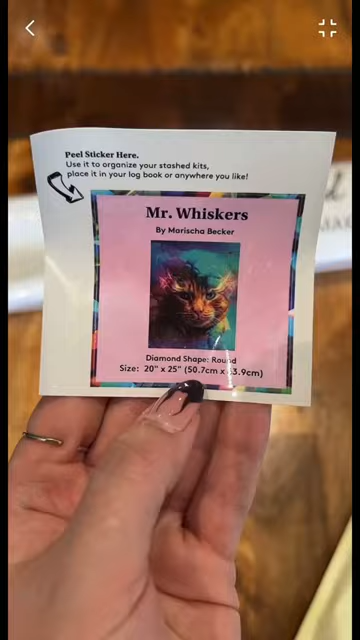 Peel Sticker Here.
Use it to organize your stashed kits,
place it in your log book or anywhere you like!
Mr. Whiskers
By Marischa Becker
Diamond Shape: Round
Size: 20" x 25" (50.7cm x 63.9cm)